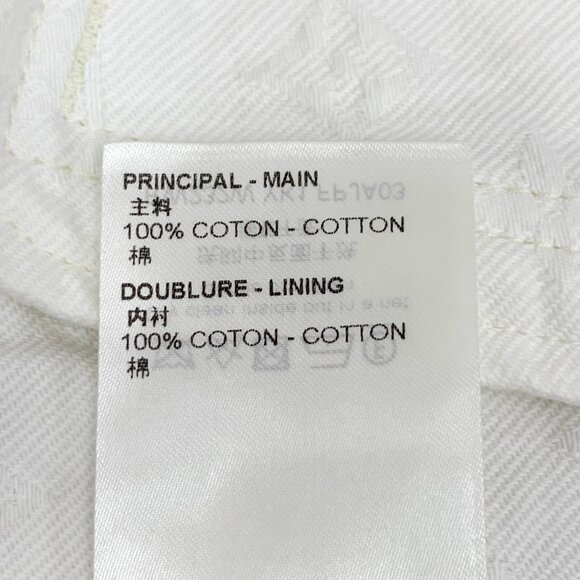 PRINCIPAL - MAIN
主料
100% COTON - COTTON
棉
DOUBLURE - LINING
内衬
100% COTON - COTTON
棉